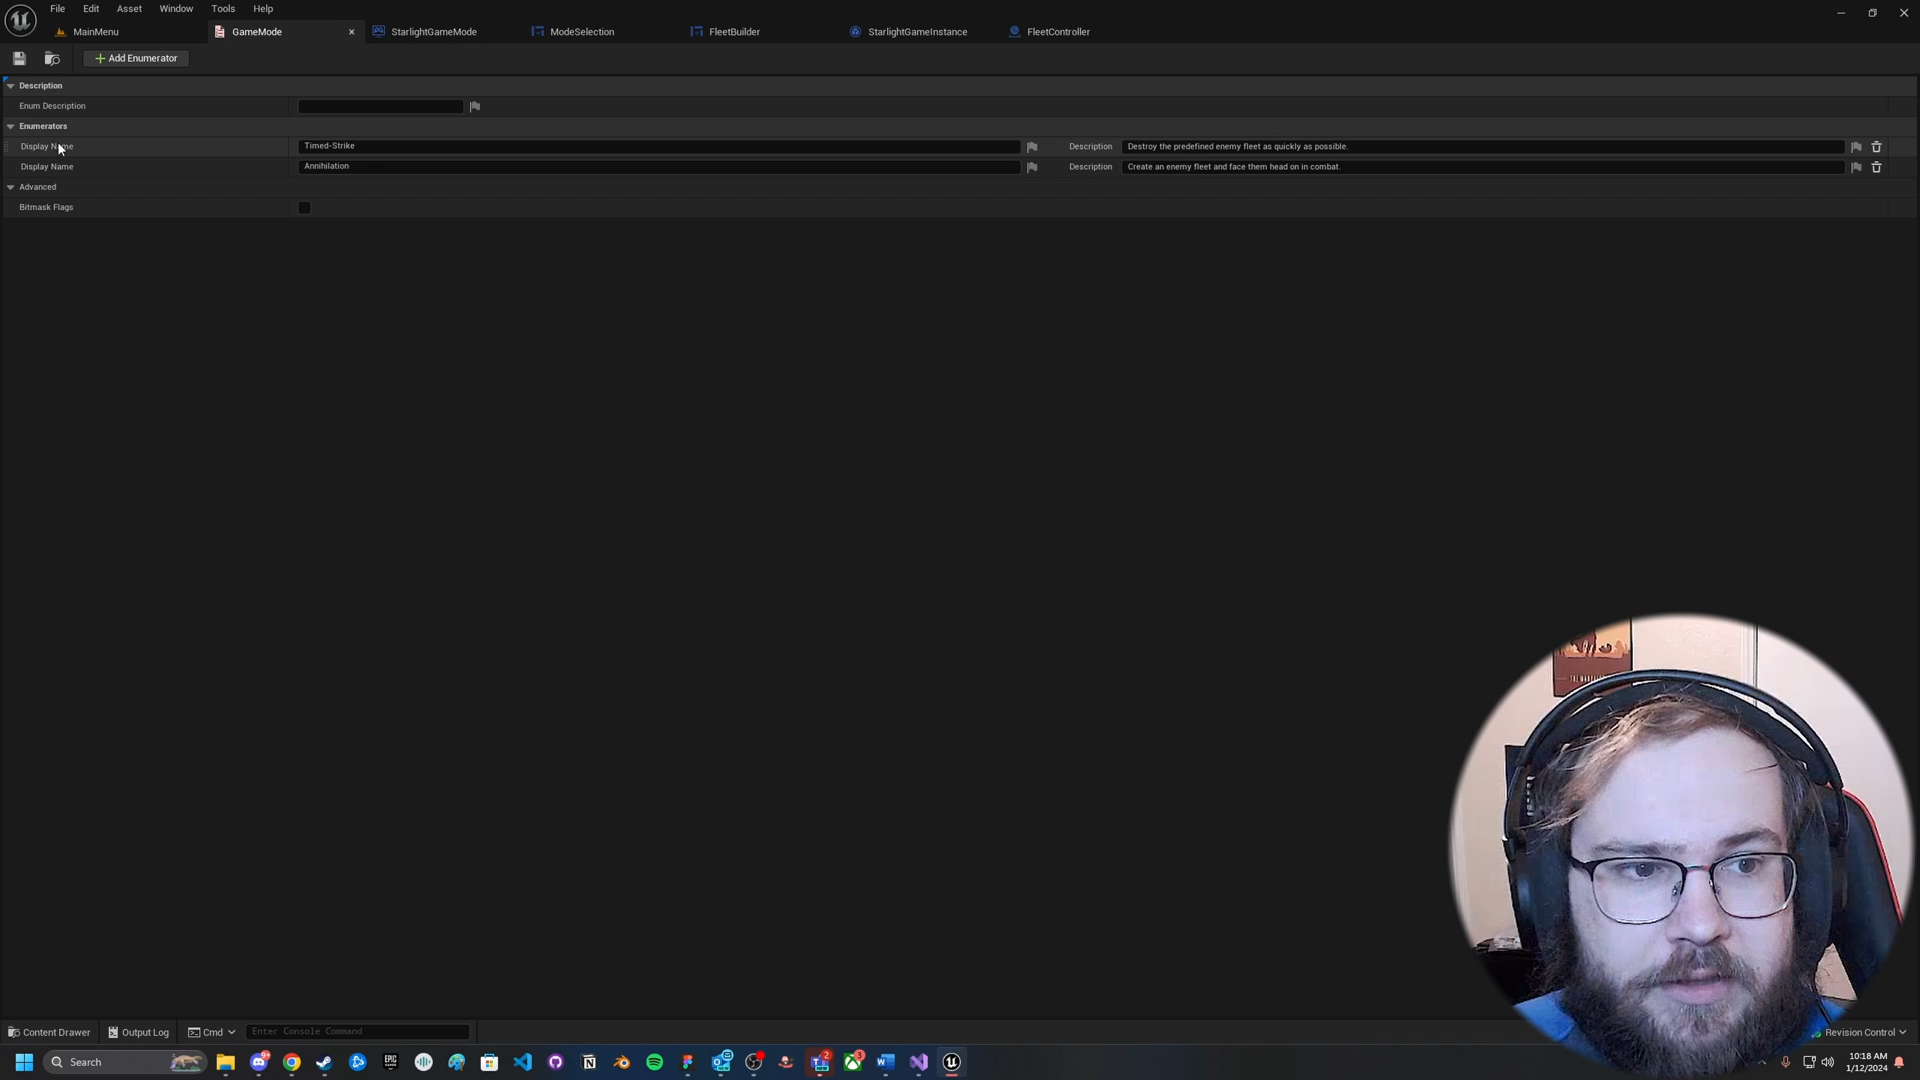 File Edit Asset Window Tools Help
MainMenu GameMode StarlightGameMode ModeSelection FleetBuilder StarlightGameInstance FleetController
Add Enumerator
Description
Enum Description
Enumerators
Display Name Timed-Strike Description Destroy the predefined enemy fleet as quickly as possible.
Display Name Annihilation Description Create an enemy fleet and face them head on in combat.
Advanced
Bitmask Flags
Content Drawer Output Log Cmd Enter Console Command Revision Control
Search
10:18 AM
1/12/2024